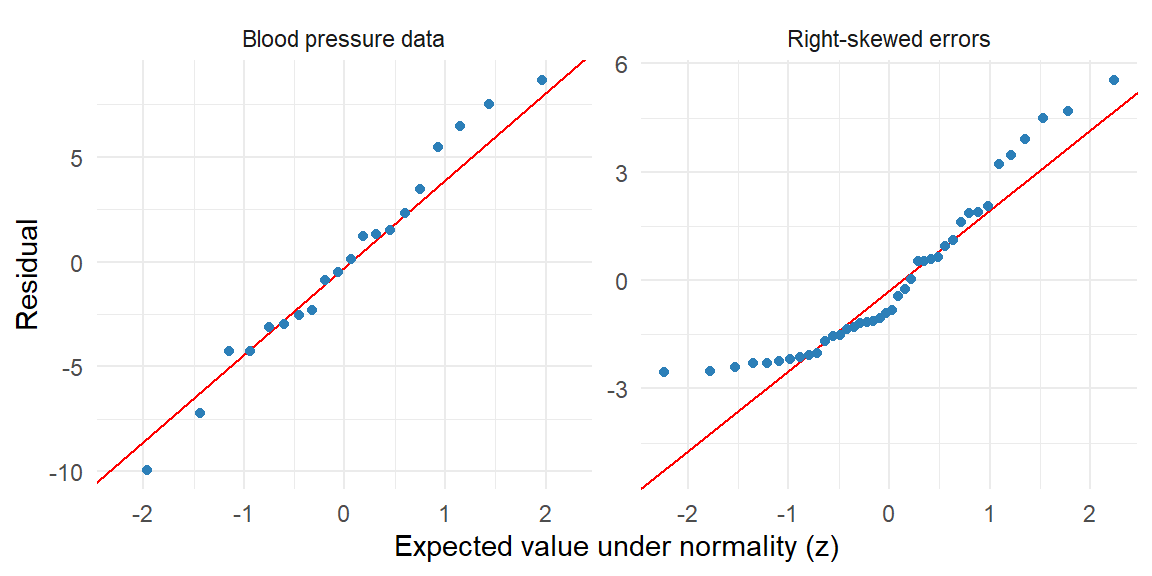 Blood pressure data
Right-skewed errors
Residual
5
0
-5
-10
6
3
0
-3
-2 -1 0 1 2
-2 -1 0 1 2
Expected value under normality (z)